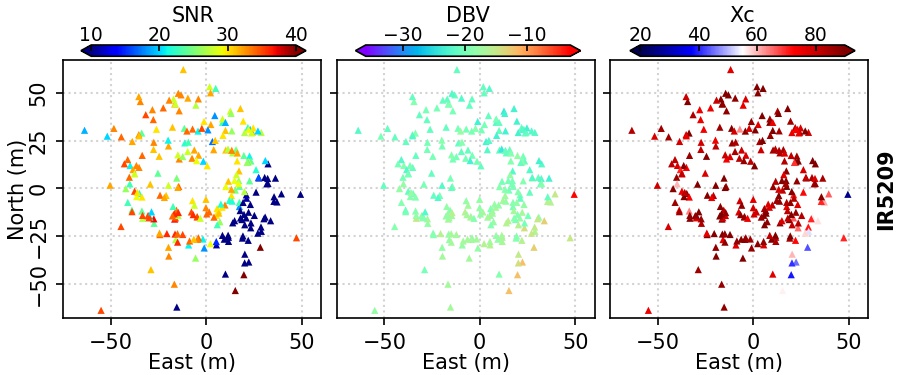 SNR DBV Xc
10 20 30 40 −30 −20 −10 20 40 60 80
50
25
0
−25
−50
North (m)
−50 0 50 −50 0 50 −50 0 50
East (m) East (m) East (m)
IR5209